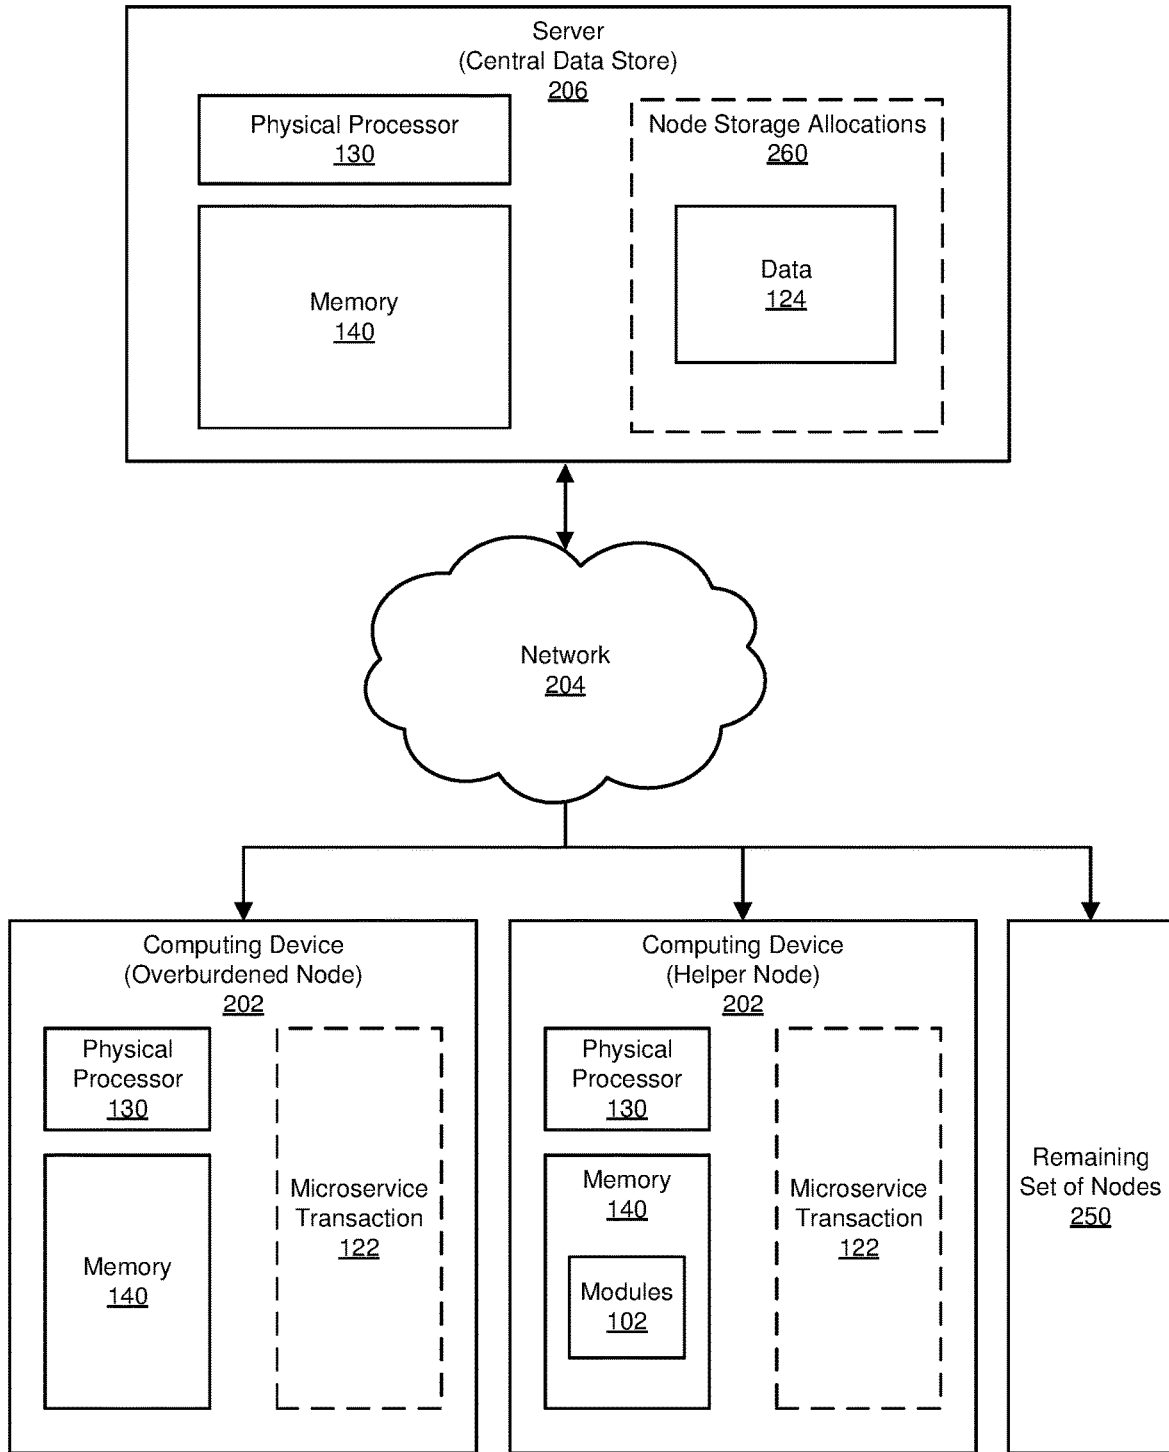 Server
(Central Data Store)
206
Physical Processor
130
Memory
140
Node Storage Allocations
260
Data
124
Network
204
Computing Device
(Overburdened Node)
202
Physical
Processor
130
Memory
140
Microservice
Transaction
122
Computing Device
(Helper Node)
202
Physical
Processor
130
Memory
140
Modules
102
Microservice
Transaction
122
Remaining
Set of Nodes
250